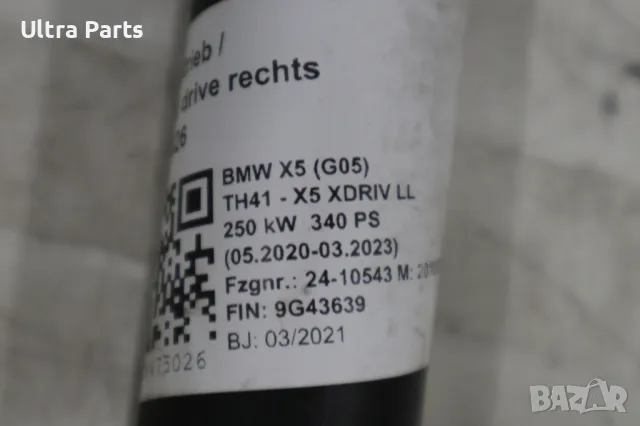 Ultra Parts
drive rechts
BMW X5 (G05)
TH41 - X5 XDRIV LL
250 kW 340 PS
(05.2020-03.2023)
Fzgnr.: 24-10543 M:
FIN: 9G43639
BJ: 03/2021
bazar